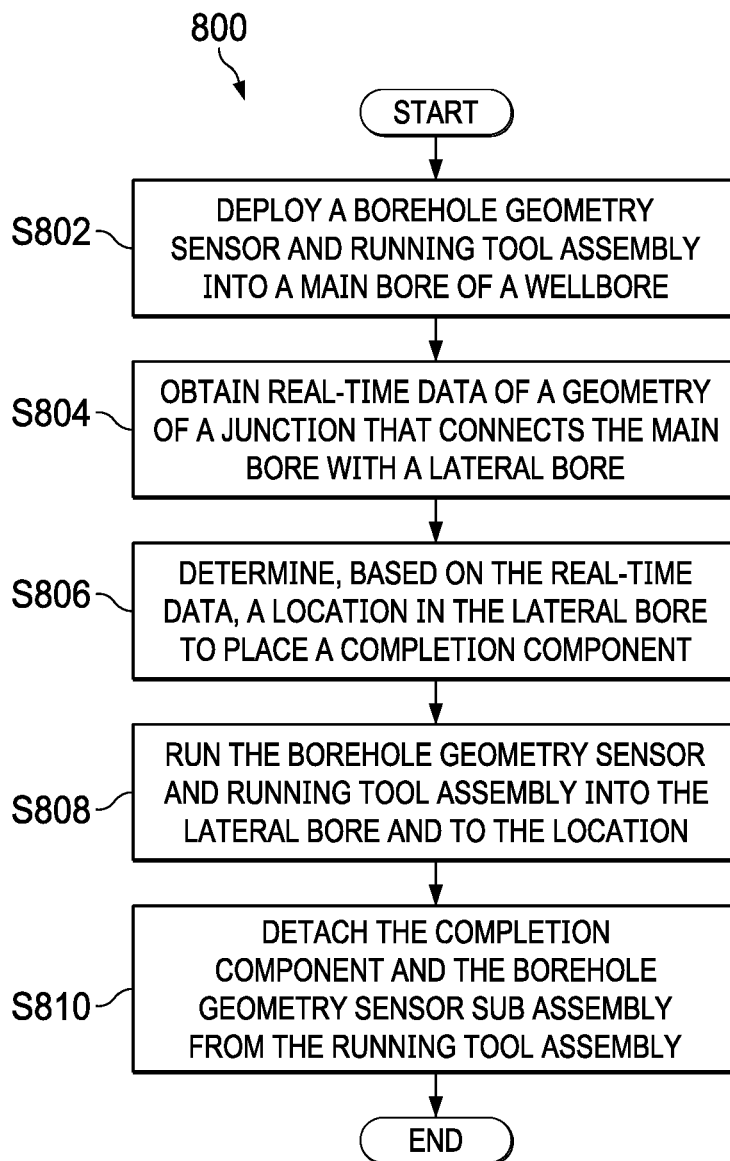 800
START
S802
DEPLOY A BOREHOLE GEOMETRY
SENSOR AND RUNNING TOOL ASSEMBLY
INTO A MAIN BORE OF A WELLBORE
S804
OBTAIN REAL-TIME DATA OF A GEOMETRY
OF A JUNCTION THAT CONNECTS THE MAIN
BORE WITH A LATERAL BORE
S806
DETERMINE, BASED ON THE REAL-TIME
DATA, A LOCATION IN THE LATERAL BORE
TO PLACE A COMPLETION COMPONENT
S808
RUN THE BOREHOLE GEOMETRY SENSOR
AND RUNNING TOOL ASSEMBLY INTO THE
LATERAL BORE AND TO THE LOCATION
S810
DETACH THE COMPLETION
COMPONENT AND THE BOREHOLE
GEOMETRY SENSOR SUB ASSEMBLY
FROM THE RUNNING TOOL ASSEMBLY
END